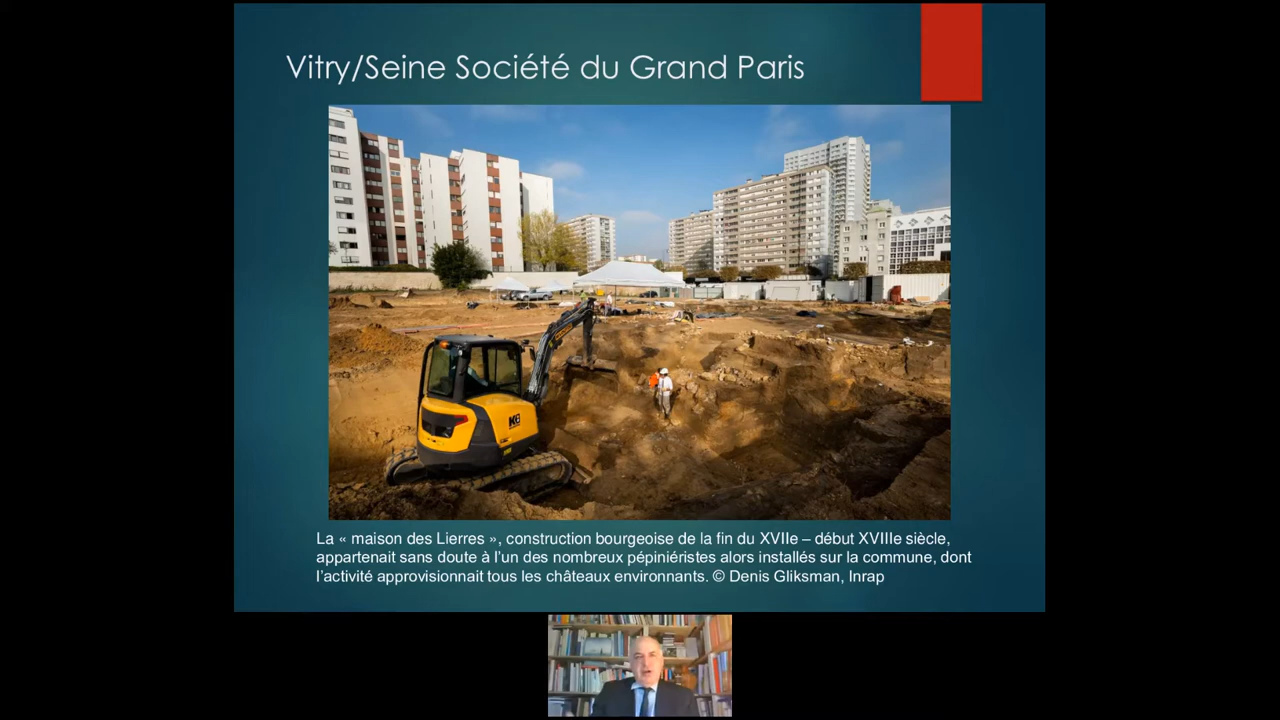 Vitry/Seine Société du Grand Paris
La « maison des Lierres », construction bourgeoise de la fin du XVIIe – début XVIIIe siècle,
appartenait sans doute à l'un des nombreux pépiniéristes alors installés sur la commune, dont
l'activité approvisionnait tous les châteaux environnants. © Denis Gliksman, Inrap